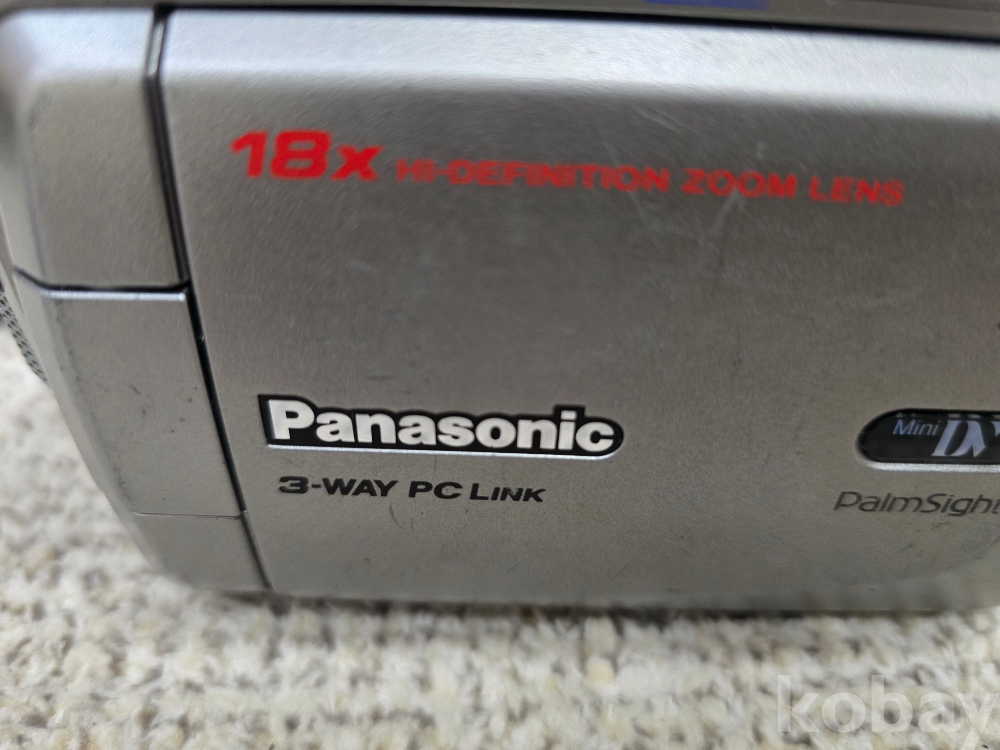 18x HI-DEFINITION ZOOM LENS
Panasonic
Mini DV
3-WAY PC LINK
PalmSight
kobay